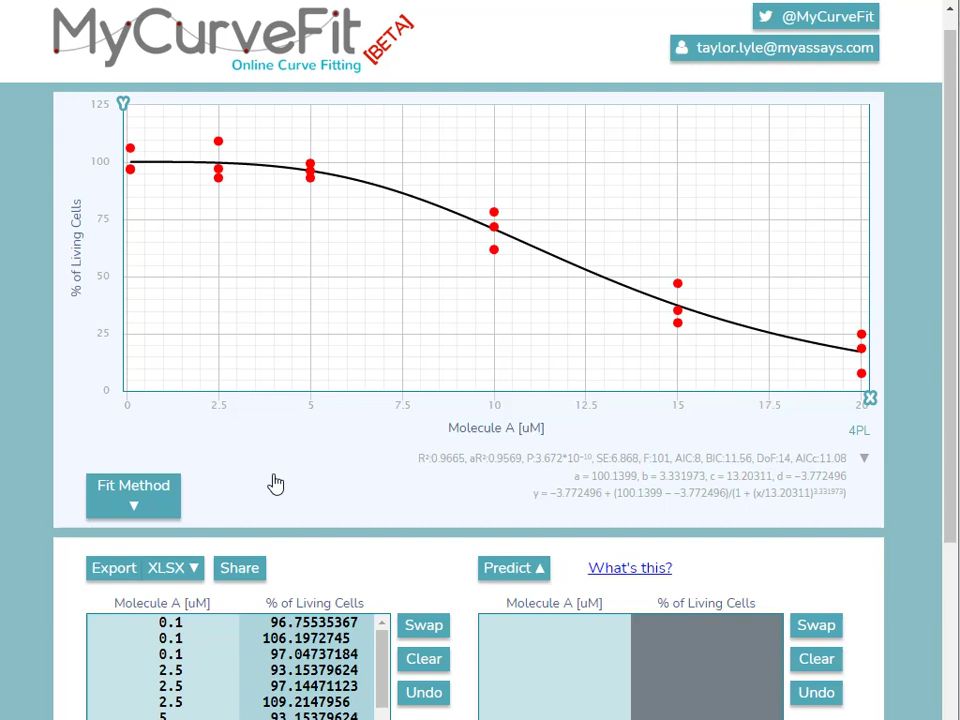 MyCurveFit
[BETA]
Online Curve Fitting
@MyCurveFit
taylor.lyle@myassays.com
Y
125
100
75
50
25
0
% of Living Cells
0 2.5 5 7.5 10 12.5 15 17.5 20
X
Molecule A [uM]
4PL
R²:0.9665, aR²:0.9569, P:3.672*10⁻¹⁰, SE:6.868, F:101, AIC:8, BIC:11.56, DoF:14, AICc:11.08 ▼
a = 100.1399, b = 3.331973, c = 13.20311, d = −3.772496
y = −3.772496 + (100.1399 − −3.772496)/(1 + (x/13.20311)³·³³¹⁹⁷³)
Fit Method
▼
Export XLSX ▼ Share
Predict ▲ What's this?
Molecule A [uM] % of Living Cells
Molecule A [uM] % of Living Cells
0.1 96.75535367
0.1 106.1972745
0.1 97.04737184
2.5 93.15379624
2.5 97.14471123
2.5 109.2147956
5 93.15379624
Swap
Clear
Undo
Swap
Clear
Undo